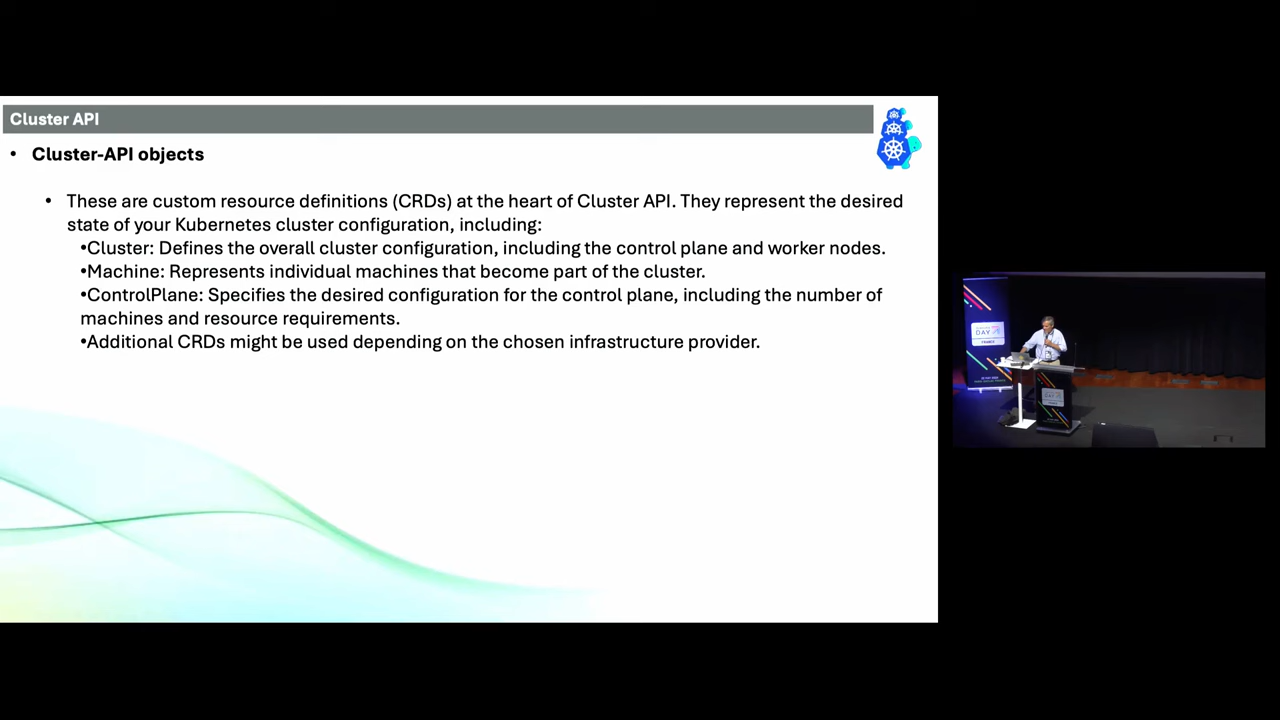 Cluster API
• Cluster-API objects
• These are custom resource definitions (CRDs) at the heart of Cluster API. They represent the desired
state of your Kubernetes cluster configuration, including:
•Cluster: Defines the overall cluster configuration, including the control plane and worker nodes.
•Machine: Represents individual machines that become part of the cluster.
•ControlPlane: Specifies the desired configuration for the control plane, including the number of
machines and resource requirements.
•Additional CRDs might be used depending on the chosen infrastructure provider.
DAY
FRANCE
DAY